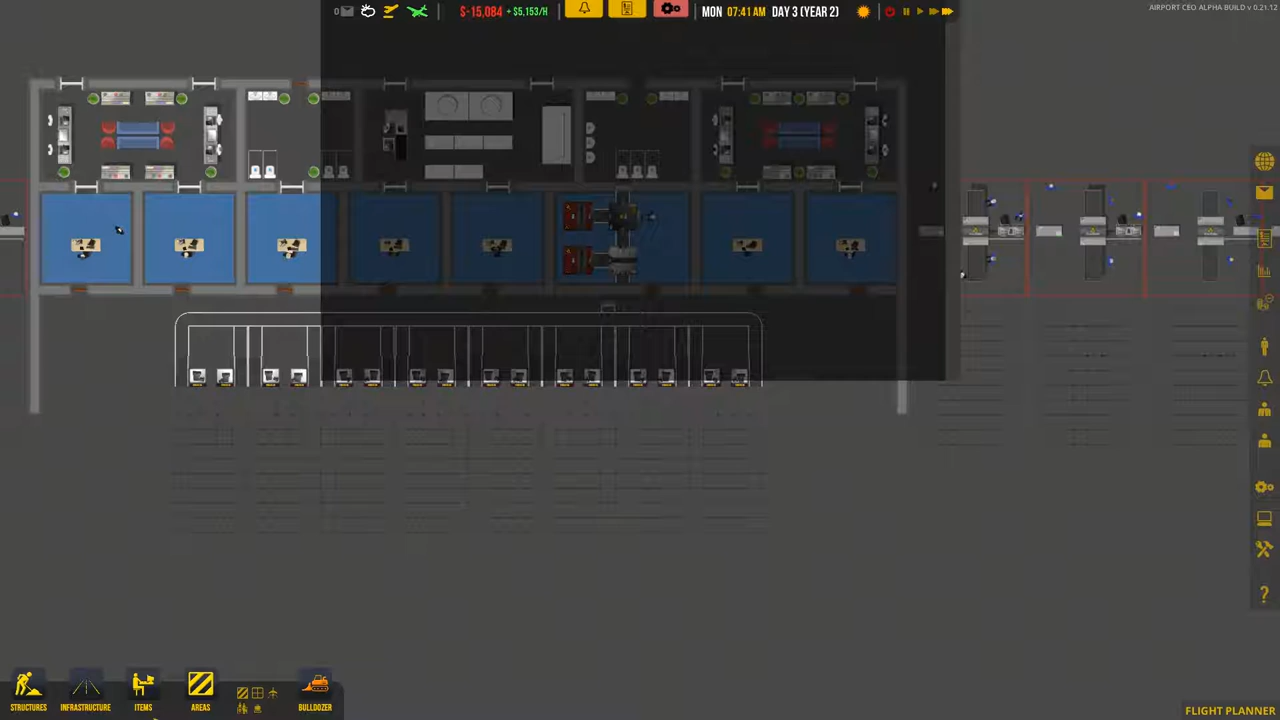 0 $-15,084 +$5,153/H MON 07:41 AM DAY 3 (YEAR 2)
AIRPORT CEO ALPHA BUILD v 0.21.12
STRUCTURES INFRASTRUCTURE ITEMS AREAS BULLDOZER
?
FLIGHT PLANNER